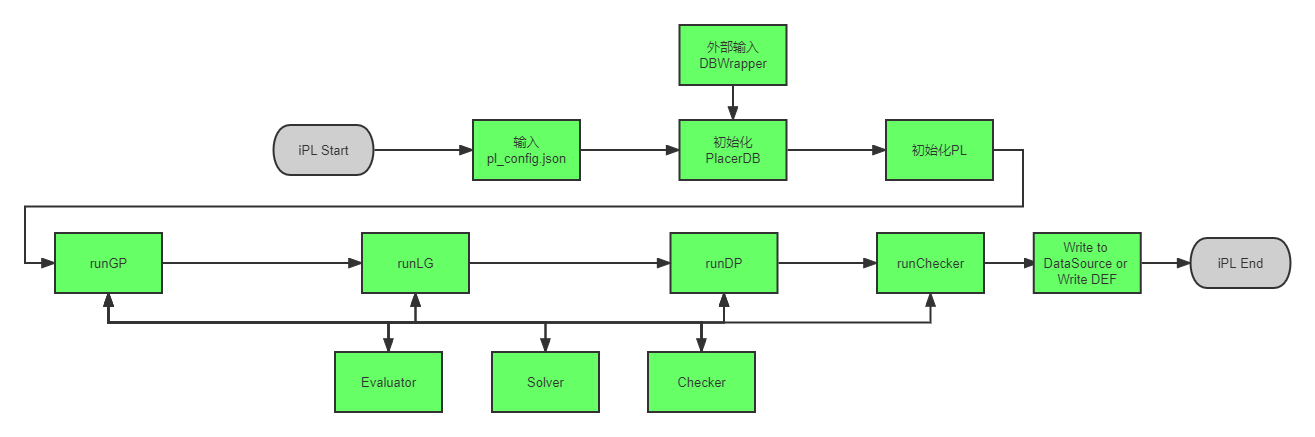 外部输入
DBWrapper
iPL Start
输入
pl_config.json
初始化
PlacerDB
初始化PL
runGP
runLG
runDP
runChecker
Write to
DataSource or
Write DEF
iPL End
Evaluator
Solver
Checker